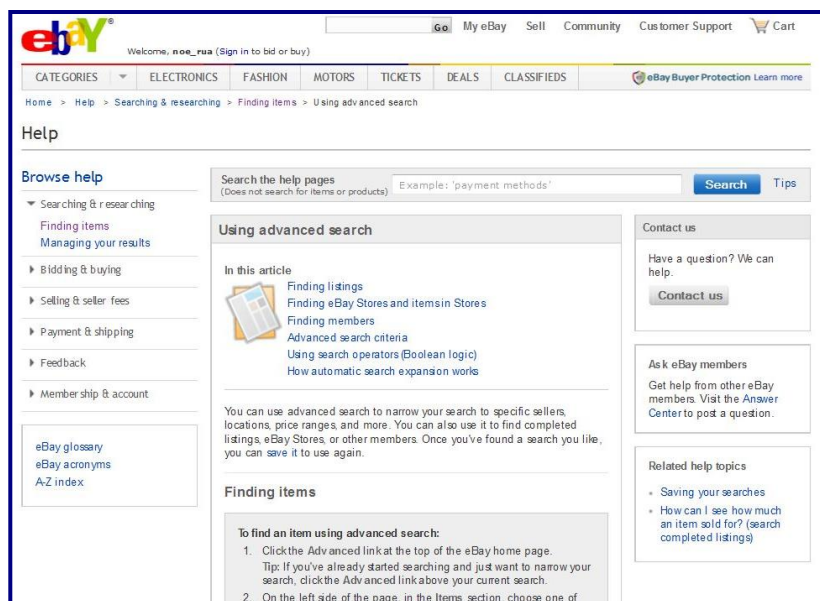 ebY®
Go My eBay Sell Community Customer Support Cart
Welcome, noe_rua (Sign in to bid or buy)
CATEGORIES ELECTRONICS FASHION MOTORS TICKETS DEALS CLASSIFIEDS eBay Buyer Protection Learn more
Home > Help > Searching & researching > Finding items > Using advanced search
Help
Browse help
Searching & researching
Finding items
Managing your results
Bidding & buying
Selling & seller fees
Payment & shipping
Feedback
Membership & account
eBay glossary
eBay acronyms
A-Z index
Search the help pages
(Does not search for items or products)
Example: 'payment methods'
Search Tips
Using advanced search
In this article
Finding listings
Finding eBay Stores and items in Stores
Finding members
Advanced search criteria
Using search operators (Boolean logic)
How automatic search expansion works
You can use advanced search to narrow your search to specific sellers,
locations, price ranges, and more. You can also use it to find completed
listings, eBay Stores, or other members. Once you've found a search you like,
you can save it to use again.
Finding items
To find an item using advanced search:
1. Click the Advanced link at the top of the eBay home page.
Tip: If you've already started searching and just want to narrow your
search, click the Advanced link above your current search.
2. On the left side of the page, in the Items section, choose one of
Contact us
Have a question? We can
help.
Contact us
Ask eBay members
Get help from other eBay
members. Visit the Answer
Center to post a question.
Related help topics
Saving your searches
How can I see how much
an item sold for? (search
completed listings)